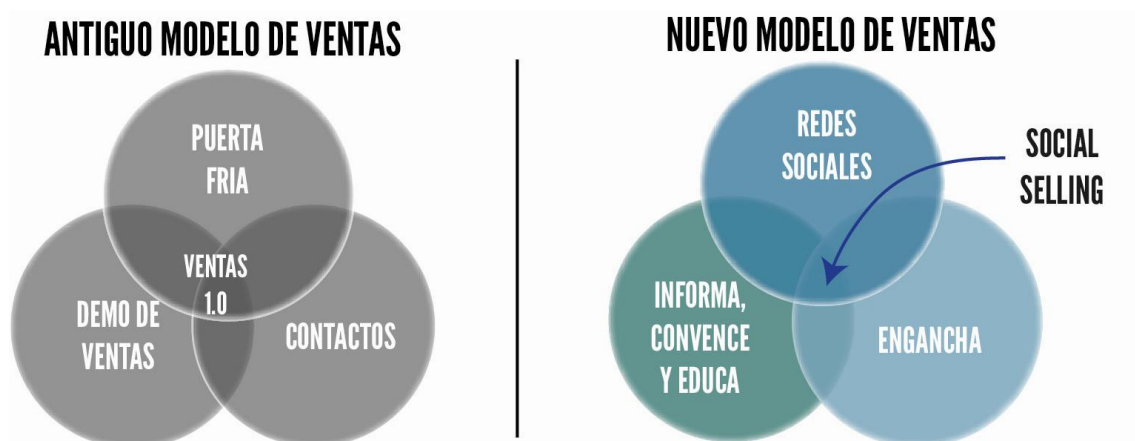 ANTIGUO MODELO DE VENTAS
PUERTA
FRIA
VENTAS
1.0
DEMO DE
VENTAS
CONTACTOS
NUEVO MODELO DE VENTAS
REDES
SOCIALES
SOCIAL
SELLING
INFORMA,
CONVENCE
Y EDUCA
ENGANCHA